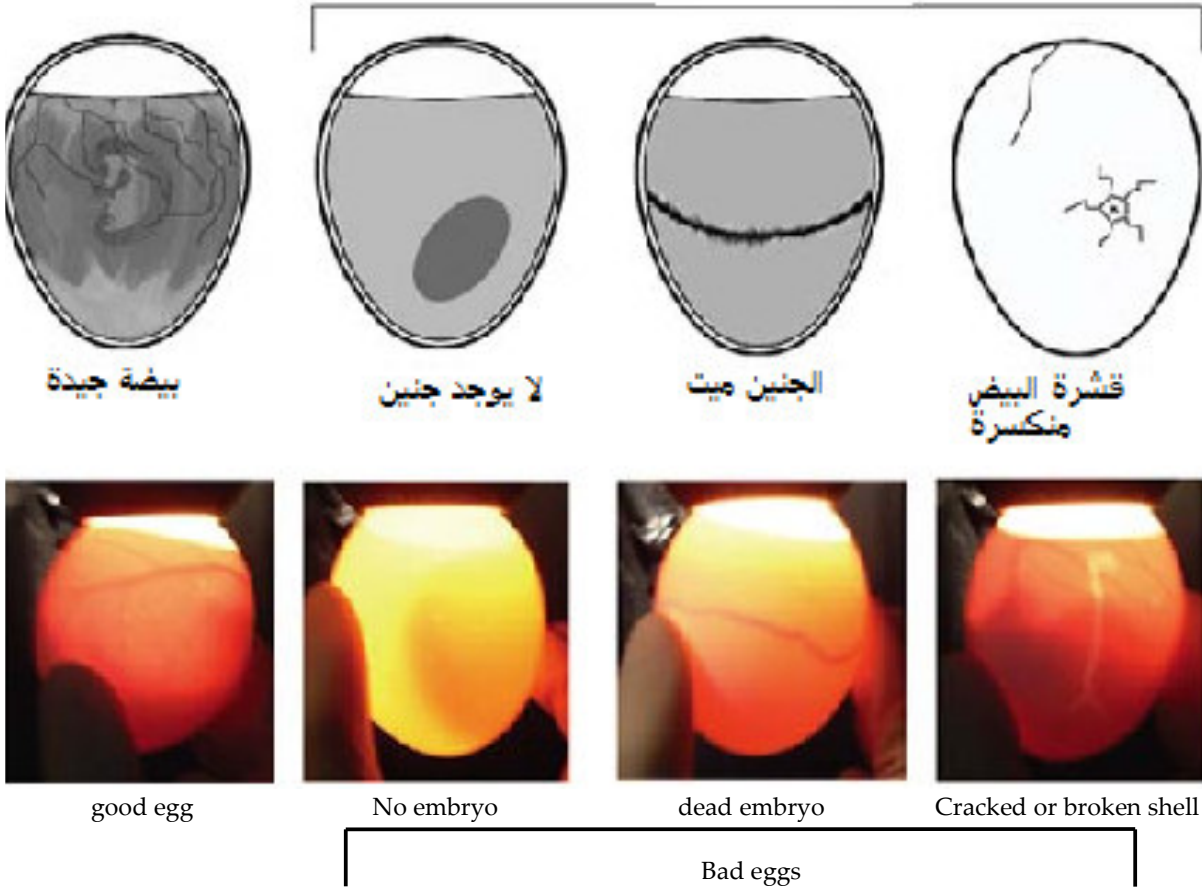 بيضة جيدة
لا يوجد جنين
الجنين ميت
قشرة البيض
منكسرة
good egg
No embryo
dead embryo
Cracked or broken shell
Bad eggs